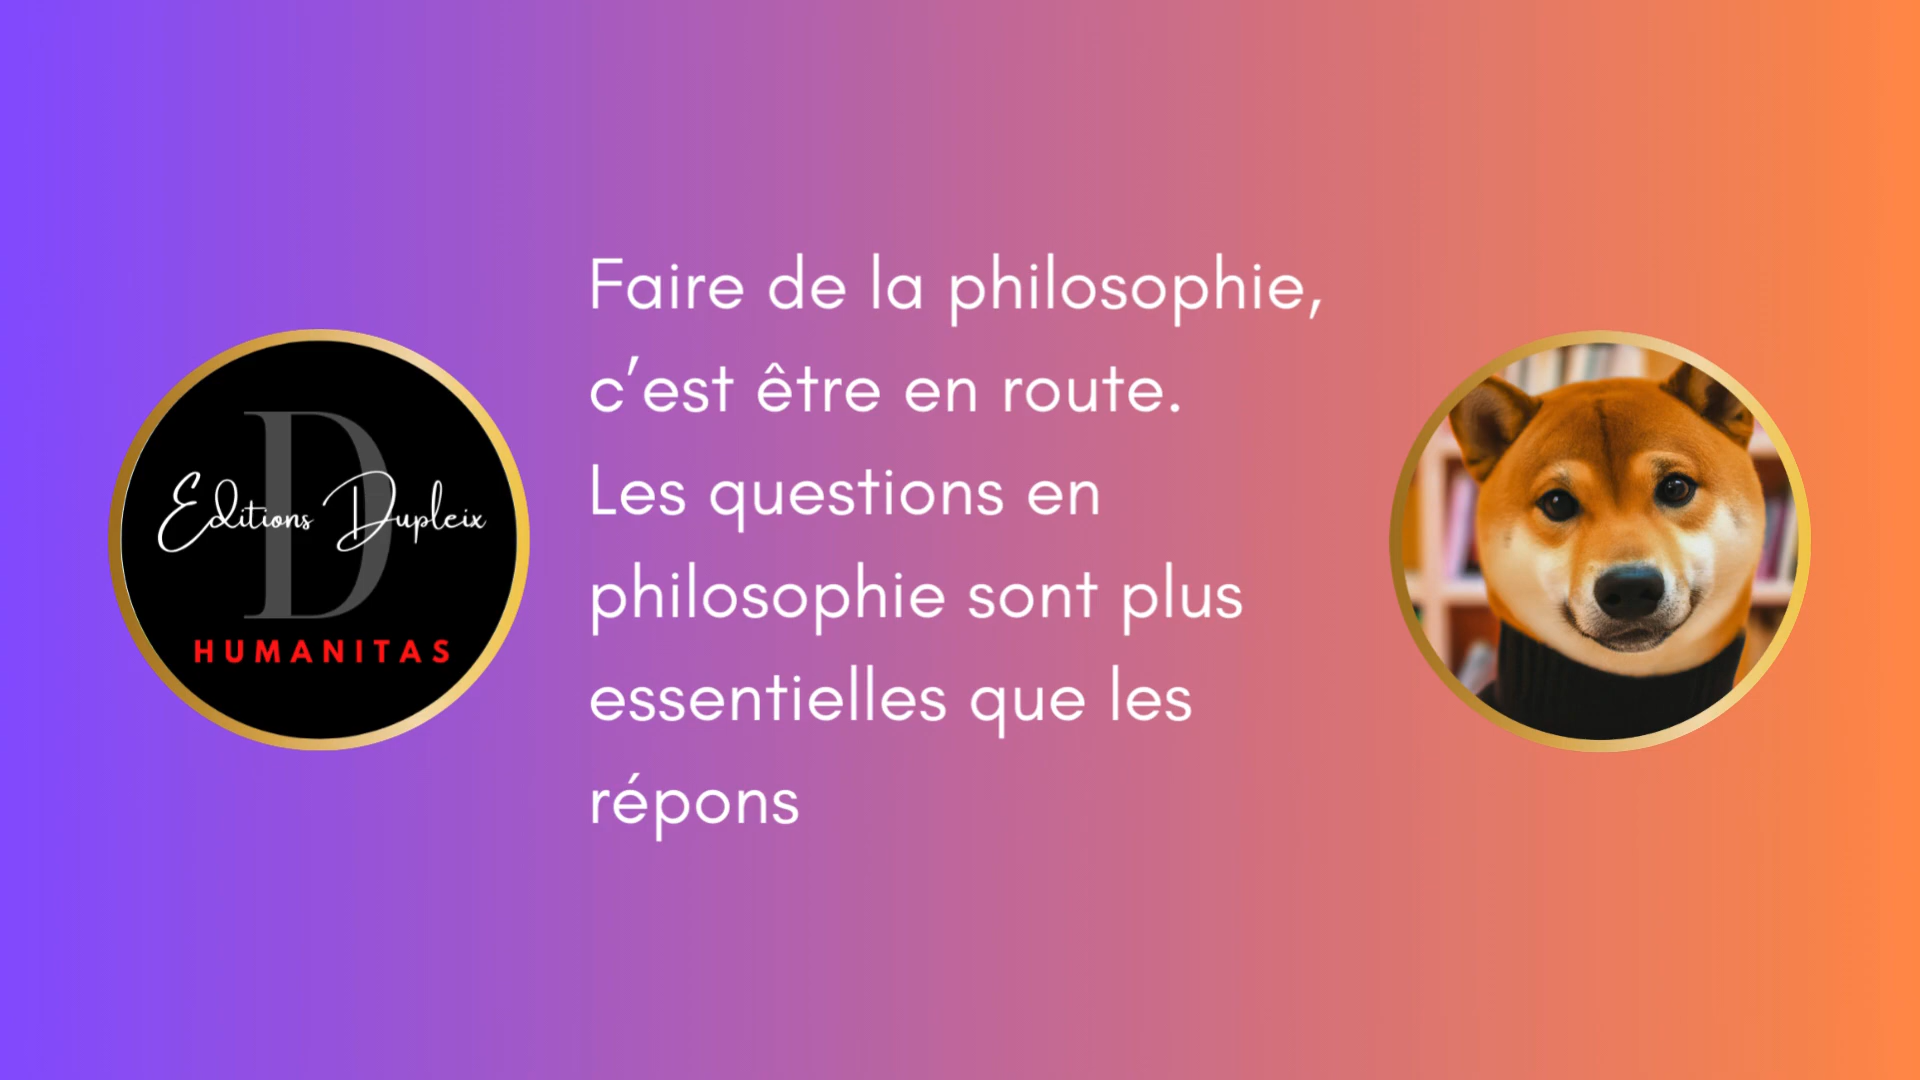 Editions Dupleix
HUMANITAS
Faire de la philosophie,
c’est être en route.
Les questions en
philosophie sont plus
essentielles que les
répons